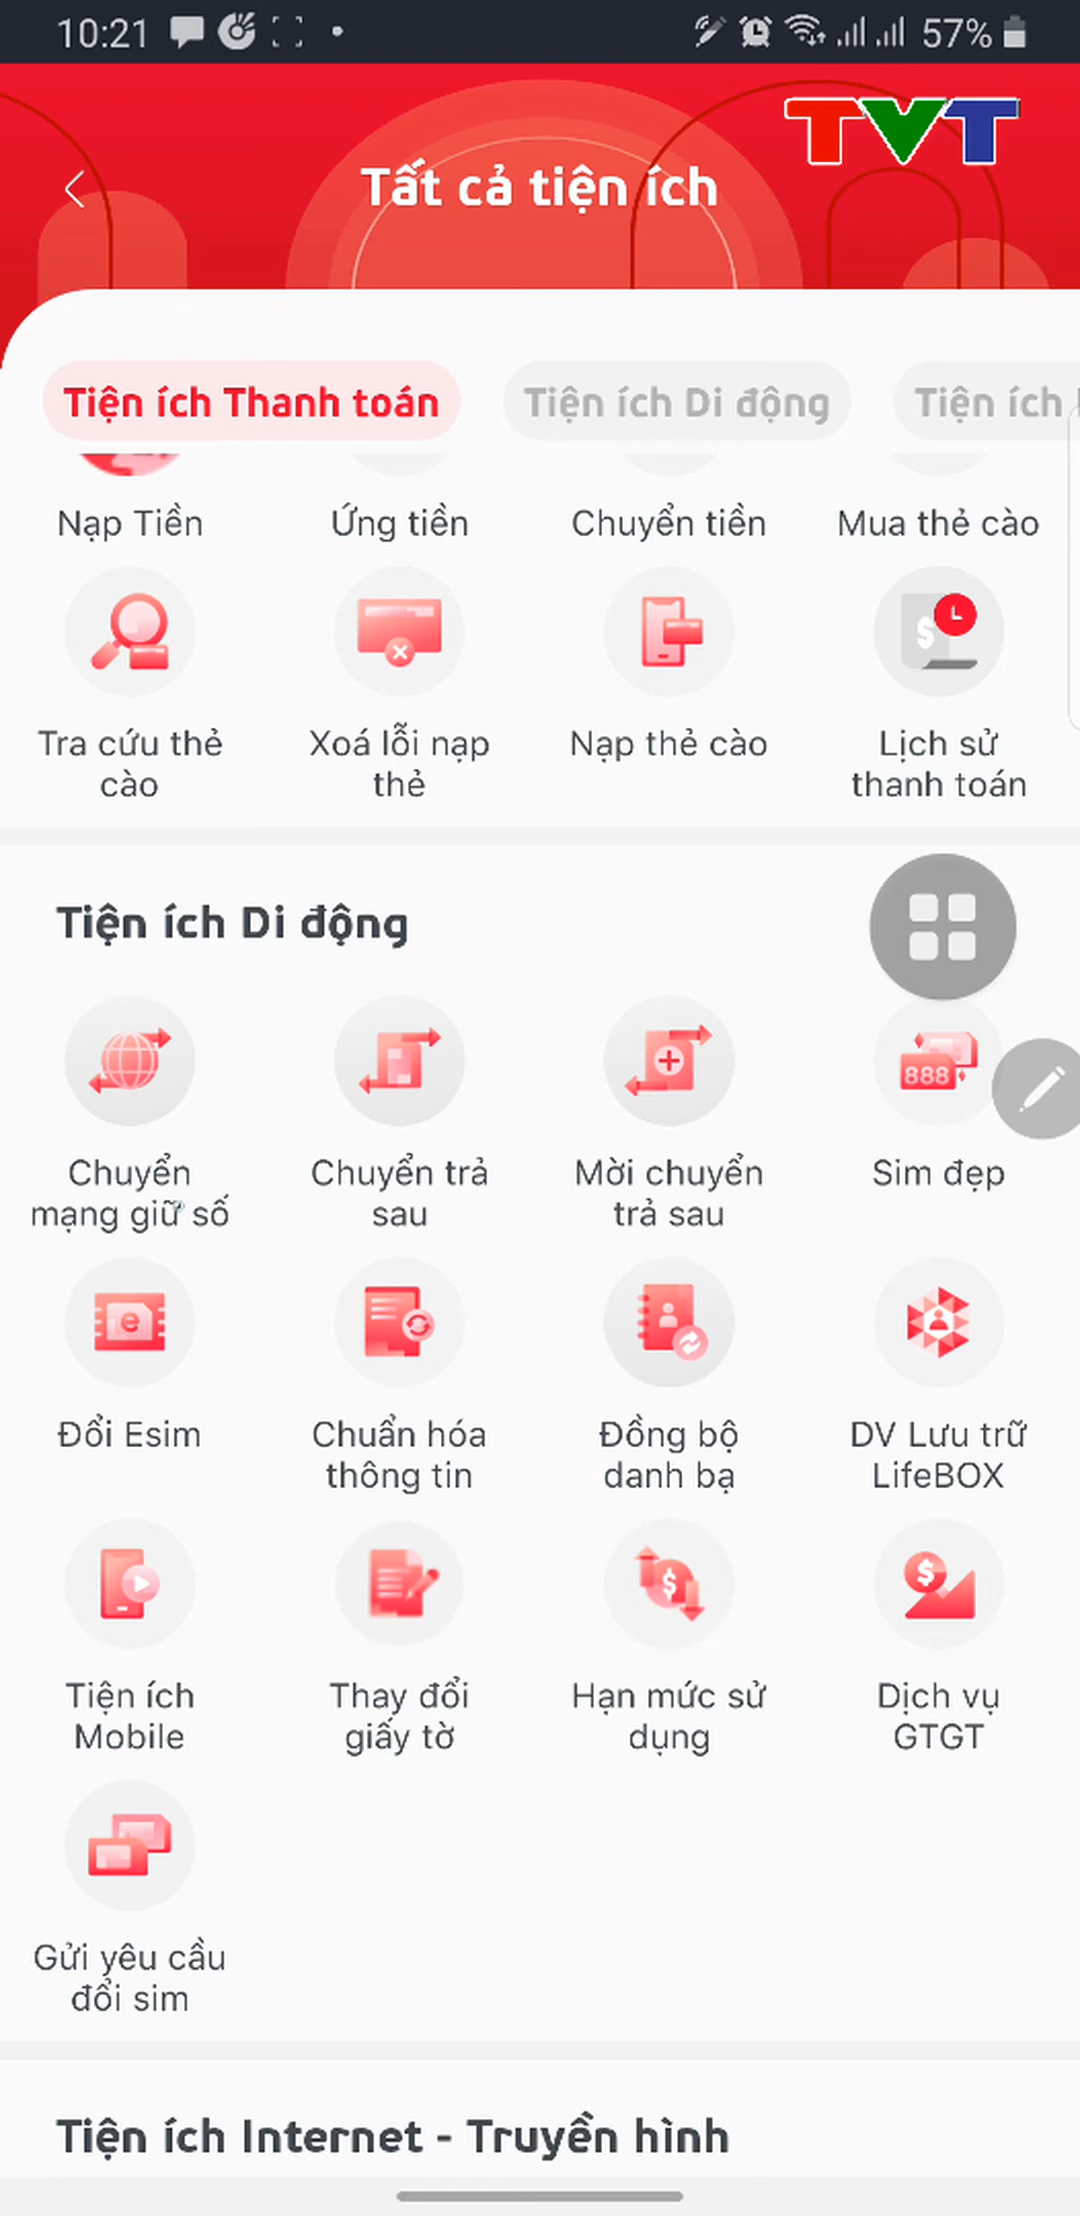 10:21
57%
TVT
Tất cả tiện ích
Tiện ích Thanh toán
Tiện ích Di động
Tiện ích
Nạp Tiền
Ứng tiền
Chuyển tiền
Mua thẻ cào
Tra cứu thẻ
cào
Xoá lỗi nạp
thẻ
Nạp thẻ cào
Lịch sử
thanh toán
Tiện ích Di động
Chuyển
mạng giữ số
Chuyển trả
sau
Mời chuyển
trả sau
888
Sim đẹp
Đổi Esim
Chuẩn hóa
thông tin
Đồng bộ
danh bạ
DV Lưu trữ
LifeBOX
Tiện ích
Mobile
Thay đổi
giấy tờ
Hạn mức sử
dụng
Dịch vụ
GTGT
Gửi yêu cầu
đổi sim
Tiện ích Internet - Truyền hình